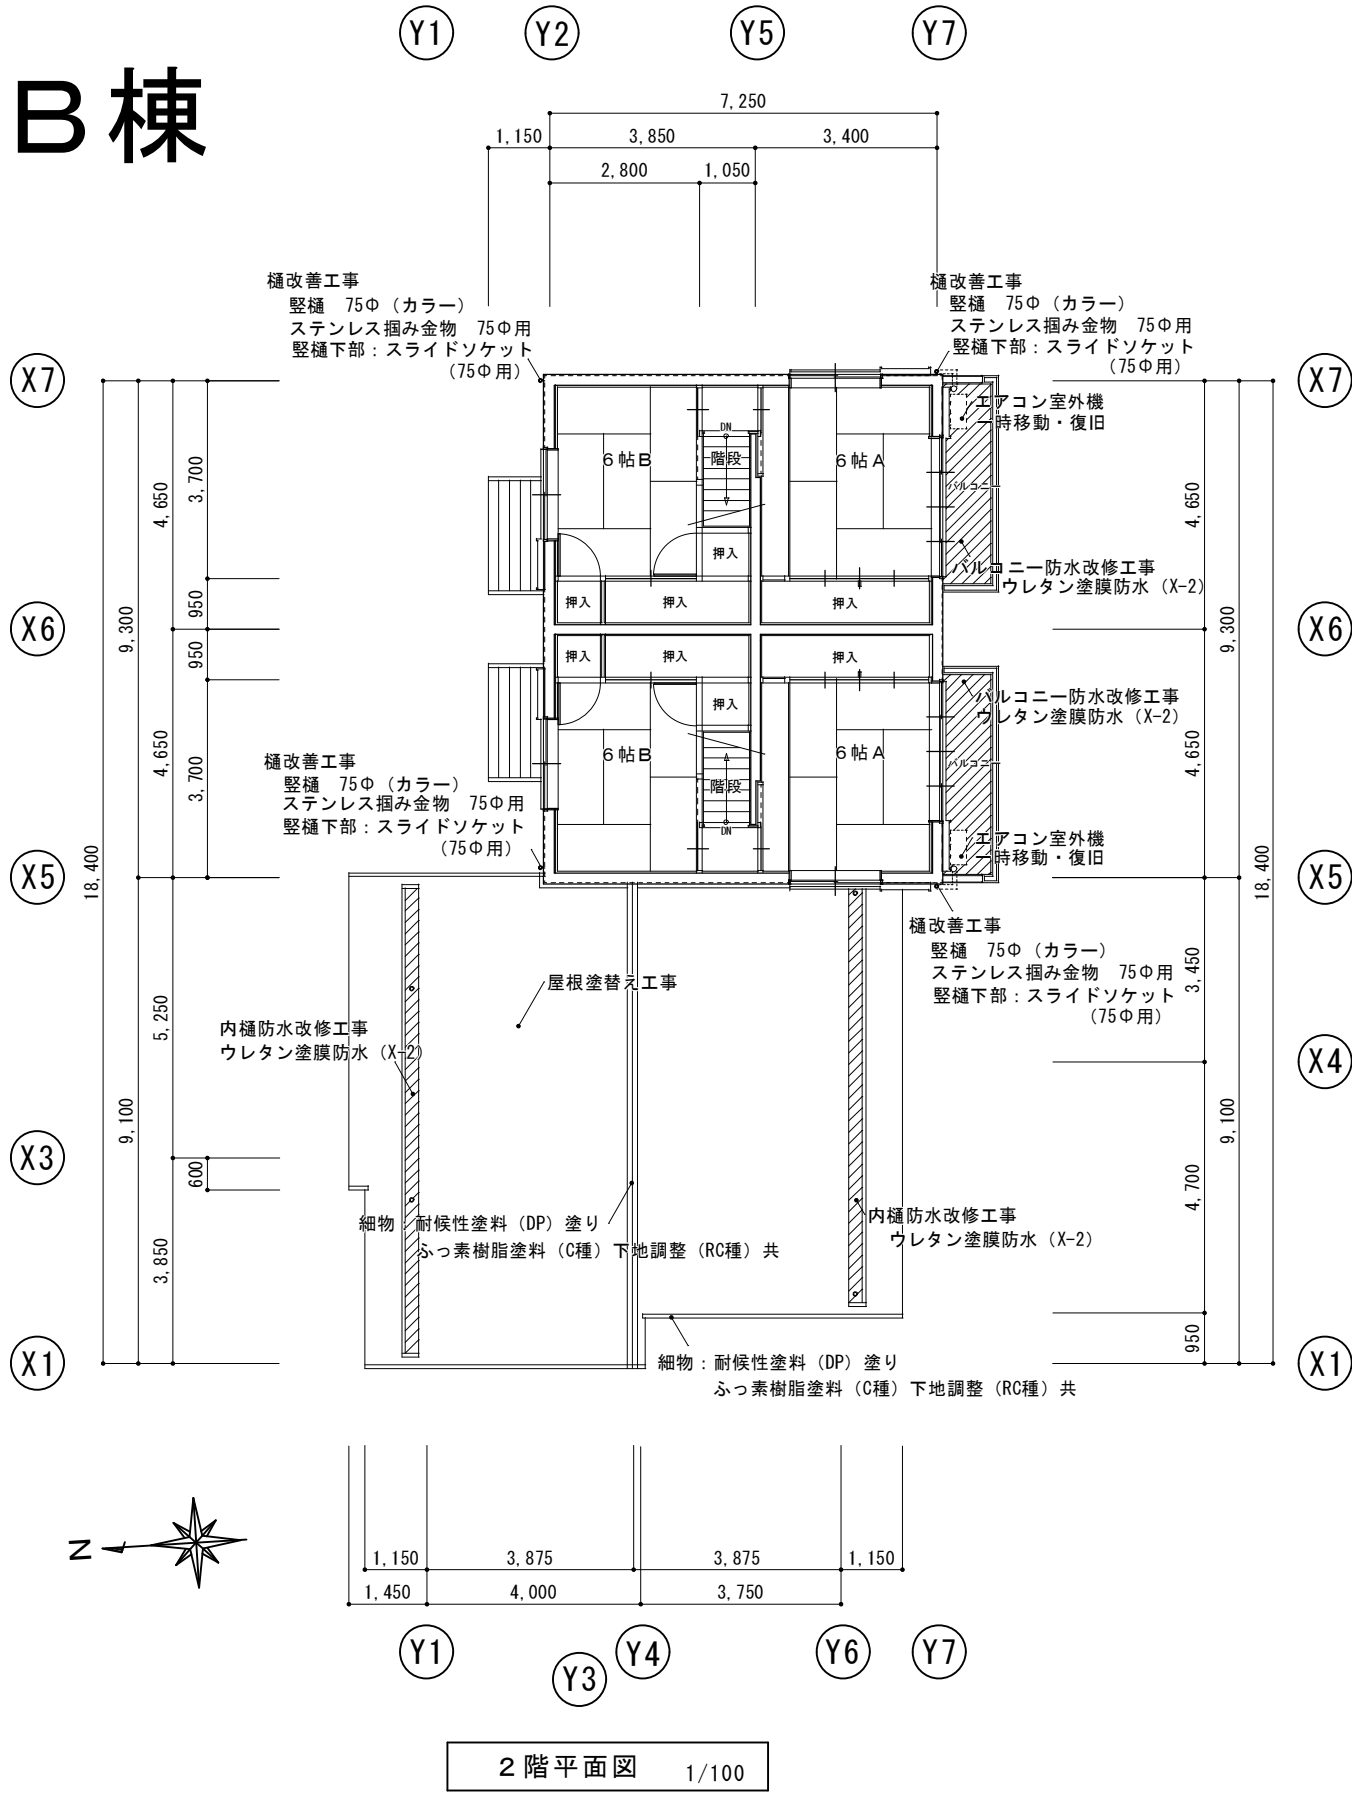 Y1 Y2 Y5 Y7
B棟
7,250
1,150 3,850 3,400
2,800 1,050
樋改善工事
竪樋 75Φ（カラー）
ステンレス掴み金物 75Φ用
竪樋下部：スライドソケット
（75Φ用）
樋改善工事
竪樋 75Φ（カラー）
ステンレス掴み金物 75Φ用
竪樋下部：スライドソケット
（75Φ用）
X7
X7
エアコン室外機
一時移動・復旧
DN
6帖B
階段
6帖A
バルコニー
3,700
4,650
4,650
押入
バルコニー防水改修工事
ウレタン塗膜防水（X-2）
押入 押入 押入
950
9,300
9,300
X6
X6
950
押入 押入 押入
バルコニー防水改修工事
ウレタン塗膜防水（X-2）
押入
6帖B
階段
6帖A
バルコニー
DN
4,650
3,700
4,650
樋改善工事
竪樋 75Φ（カラー）
ステンレス掴み金物 75Φ用
竪樋下部：スライドソケット
（75Φ用）
エアコン室外機
一時移動・復旧
X5
X5
18,400
18,400
樋改善工事
竪樋 75Φ（カラー）
ステンレス掴み金物 75Φ用
竪樋下部：スライドソケット
（75Φ用）
3,450
屋根塗替え工事
5,250
内樋防水改修工事
ウレタン塗膜防水（X-2）
X4
9,100
9,100
X3
600
4,700
細物：耐候性塗料（DP）塗り
ふっ素樹脂塗料（C種）下地調整（RC種）共
内樋防水改修工事
ウレタン塗膜防水（X-2）
3,850
950
X1
X1
細物：耐候性塗料（DP）塗り
ふっ素樹脂塗料（C種）下地調整（RC種）共
N
1,150 3,875 3,875 1,150
1,450 4,000 3,750
Y1 Y3 Y4 Y6 Y7
2階平面図 1/100